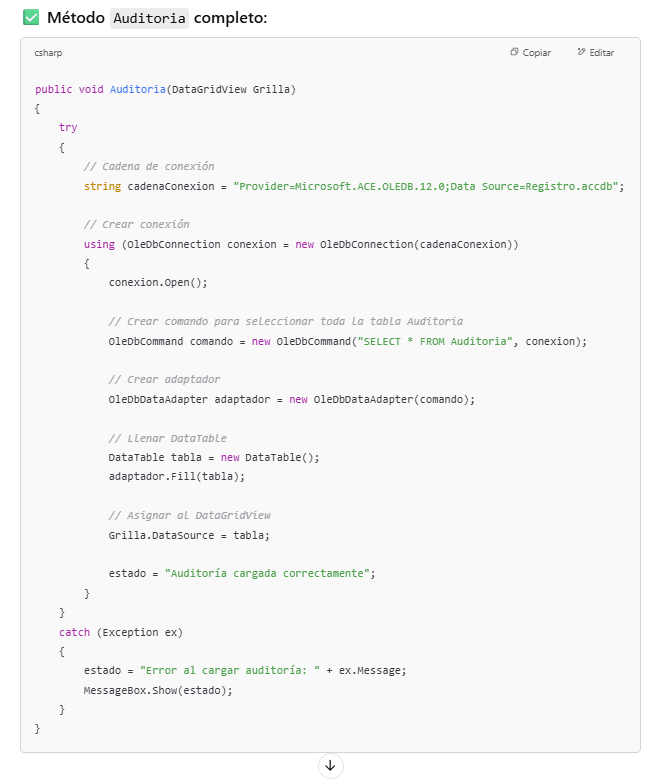 ✅ Método Auditoria completo:
csharp
Copiar
Editar
public void Auditoria(DataGridView Grilla)
{
    try
    {
        // Cadena de conexión
        string cadenaConexion = "Provider=Microsoft.ACE.OLEDB.12.0;Data Source=Registro.accdb";

        // Crear conexión
        using (OleDbConnection conexion = new OleDbConnection(cadenaConexion))
        {
            conexion.Open();

            // Crear comando para seleccionar toda la tabla Auditoria
            OleDbCommand comando = new OleDbCommand("SELECT * FROM Auditoria", conexion);

            // Crear adaptador
            OleDbDataAdapter adaptador = new OleDbDataAdapter(comando);

            // Llenar DataTable
            DataTable tabla = new DataTable();
            adaptador.Fill(tabla);

            // Asignar al DataGridView
            Grilla.DataSource = tabla;

            estado = "Auditoría cargada correctamente";
        }
    }
    catch (Exception ex)
    {
        estado = "Error al cargar auditoría: " + ex.Message;
        MessageBox.Show(estado);
    }
}